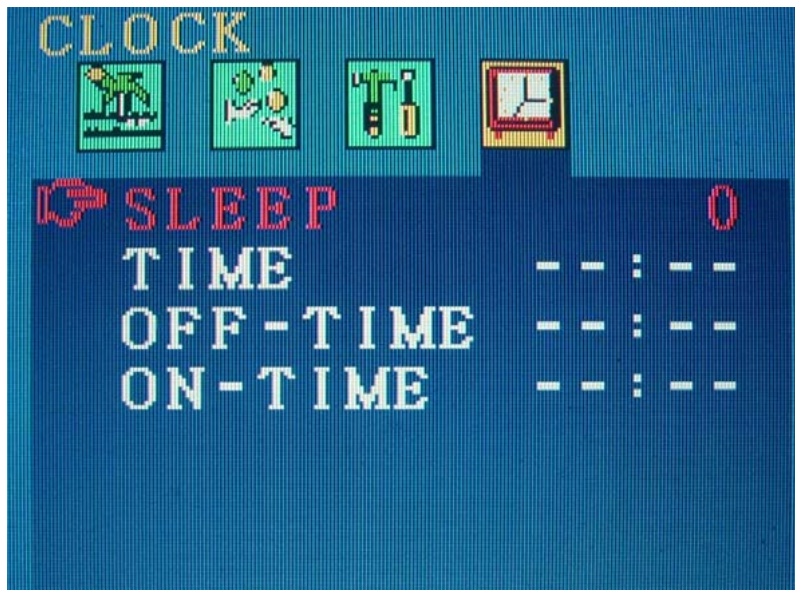 CLOCK
SLEEP 0
TIME --:--
OFF-TIME --:--
ON-TIME --:--